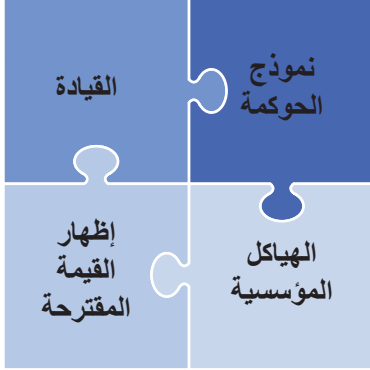 نموذج
الحوكمة
القيادة
الهياكل
المؤسسية
إظهار
القيمة
المقترحة